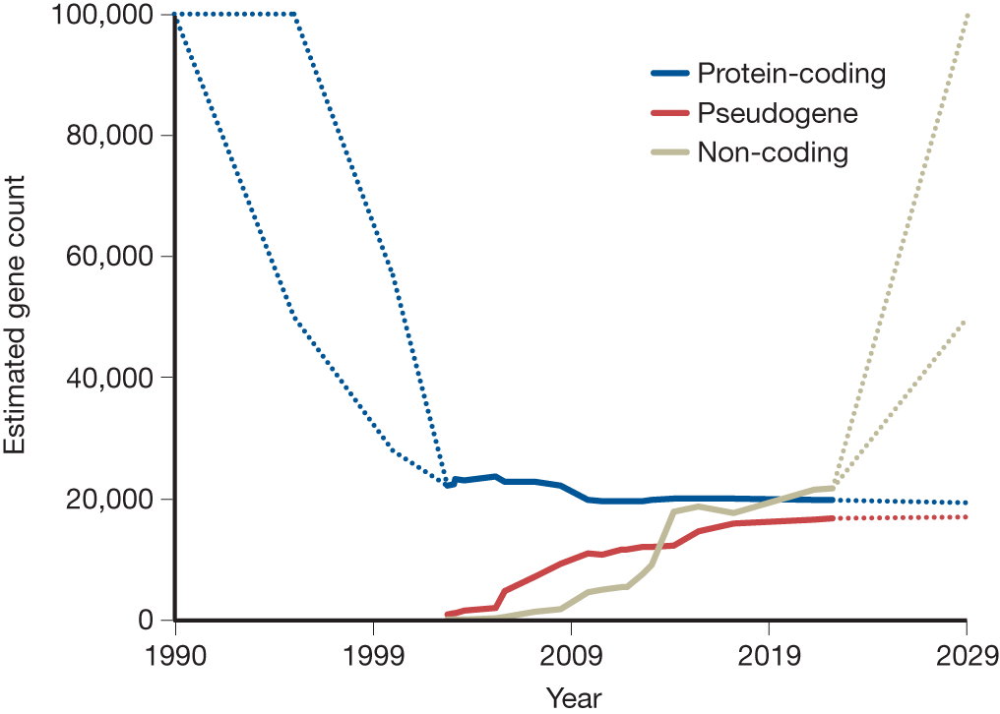 100,000
80,000
60,000
40,000
20,000
0
Estimated gene count
Protein-coding
Pseudogene
Non-coding
1990 1999 2009 2019 2029
Year